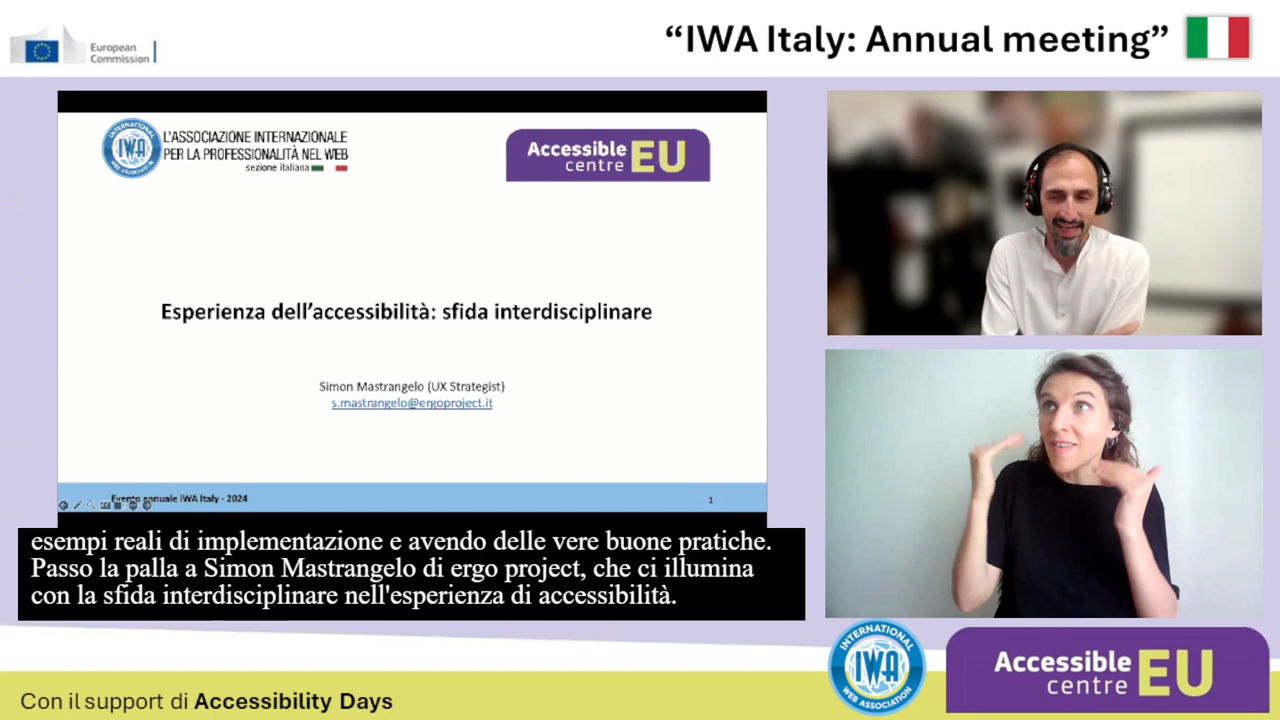 European
Commission
“IWA Italy: Annual meeting”
INTERNATIONAL
IWA
WEB ASSOCIATION
L'ASSOCIAZIONE INTERNAZIONALE
PER LA PROFESSIONALITÀ NEL WEB
sezione italiana
Accessible
centre
EU
Esperienza dell'accessibilità: sfida interdisciplinare
Simon Mastrangelo (UX Strategist)
s.mastrangelo@ergoproject.it
Evento annuale IWA Italy - 2024
1
esempi reali di implementazione e avendo delle vere buone pratiche.
Passo la palla a Simon Mastrangelo di ergo project, che ci illumina
con la sfida interdisciplinare nell'esperienza di accessibilità.
INTERNATIONAL
IWA
WEB ASSOCIATION
Accessible
centre
EU
Con il support di Accessibility Days